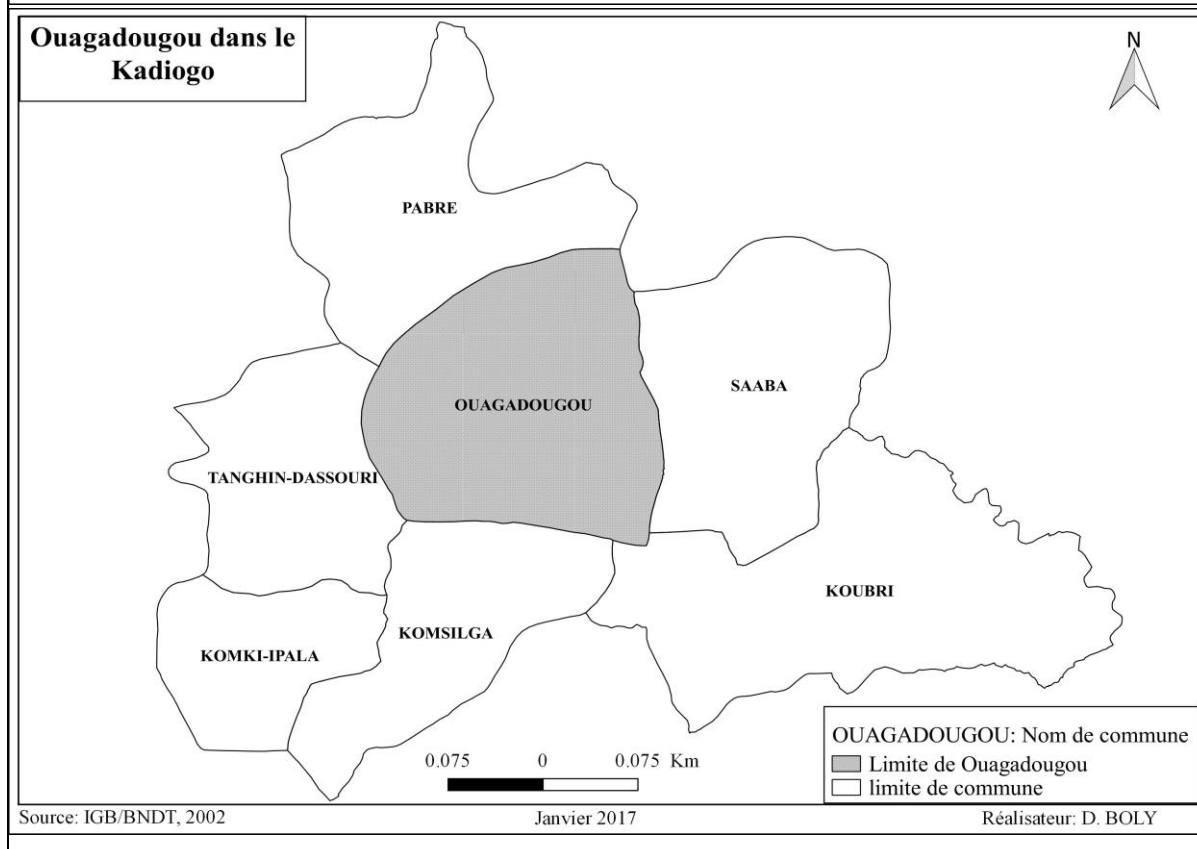 Ouagadougou dans le
Kadiogo
N
PABRE
SAABA
OUAGADOUGOU
TANGHIN-DASSOURI
KOUBRI
KOMSILGA
KOMKI-IPALA
0.075 0 0.075 Km
OUAGADOUGOU: Nom de commune
Limite de Ouagadougou
limite de commune
Source: IGB/BNDT, 2002 Janvier 2017 Réalisateur: D. BOLY